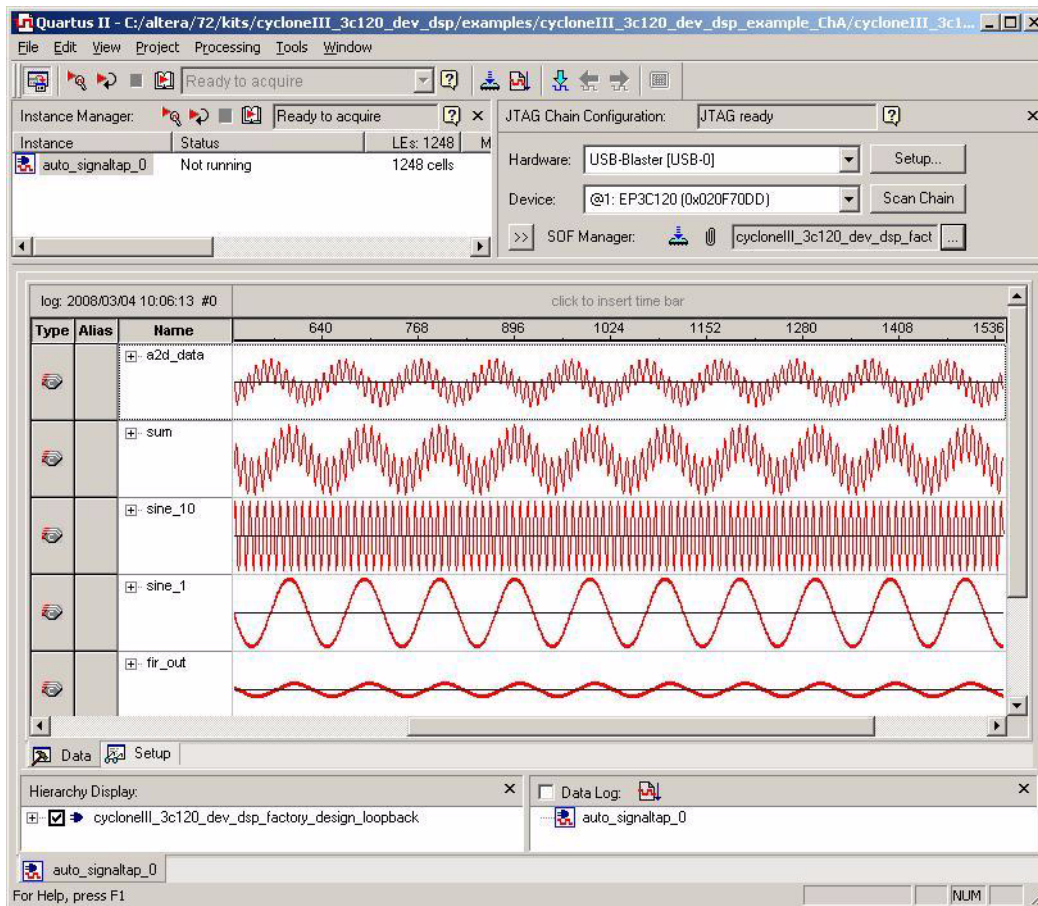 Quartus II - C:/altera/72/kits/cycloneIII_3c120_dev_dsp/examples/cycloneIII_3c120_dev_dsp_example_ChA/cycloneIII_3c1...
File Edit View Project Processing Tools Window
Ready to acquire
Instance Manager: Ready to acquire
Instance Status LEs: 1248 M
auto_signaltap_0 Not running 1248 cells
JTAG Chain Configuration: JTAG ready
Hardware: USB-Blaster [USB-0] Setup...
Device: @1: EP3C120 (0x020F70DD) Scan Chain
>> SOF Manager: cycloneIII_3c120_dev_dsp_fact ...
log: 2008/03/04 10:06:13 #0 click to insert time bar
Type Alias Name 640 768 896 1024 1152 1280 1408 1536
a2d_data
sum
sine_10
sine_1
fir_out
Data Setup
Hierarchy Display:
cycloneIII_3c120_dev_dsp_factory_design_loopback
Data Log:
auto_signaltap_0
auto_signaltap_0
For Help, press F1 NUM